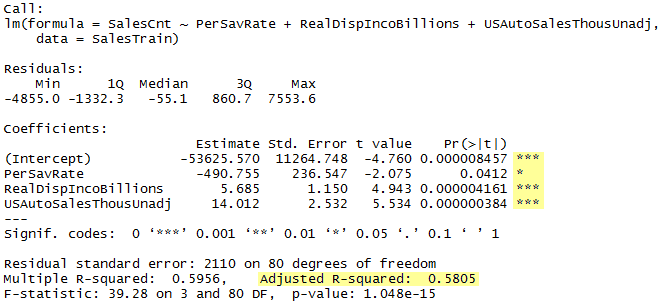 Call:
lm(formula = SalesCnt ~ PerSavRate + RealDispIncoBillions + USAutoSalesThousUnadj,
    data = SalesTrain)
Residuals:
    Min      1Q  Median      3Q     Max
-4855.0 -1332.3   -55.1   860.7  7553.6
Coefficients:
                        Estimate Std. Error t value    Pr(>|t|)
(Intercept)           -53625.570  11264.748  -4.760 0.000008457 ***
PerSavRate              -490.755    236.547  -2.075      0.0412 *
RealDispIncoBillions       5.685      1.150   4.943 0.000004161 ***
USAutoSalesThousUnadj     14.012      2.532   5.534 0.000000384 ***
---
Signif. codes:  0 ‘***’ 0.001 ‘**’ 0.01 ‘*’ 0.05 ‘.’ 0.1 ‘ ’ 1
Residual standard error: 2110 on 80 degrees of freedom
Multiple R-squared:  0.5956,    Adjusted R-squared:  0.5805
F-statistic: 39.28 on 3 and 80 DF,  p-value: 1.048e-15